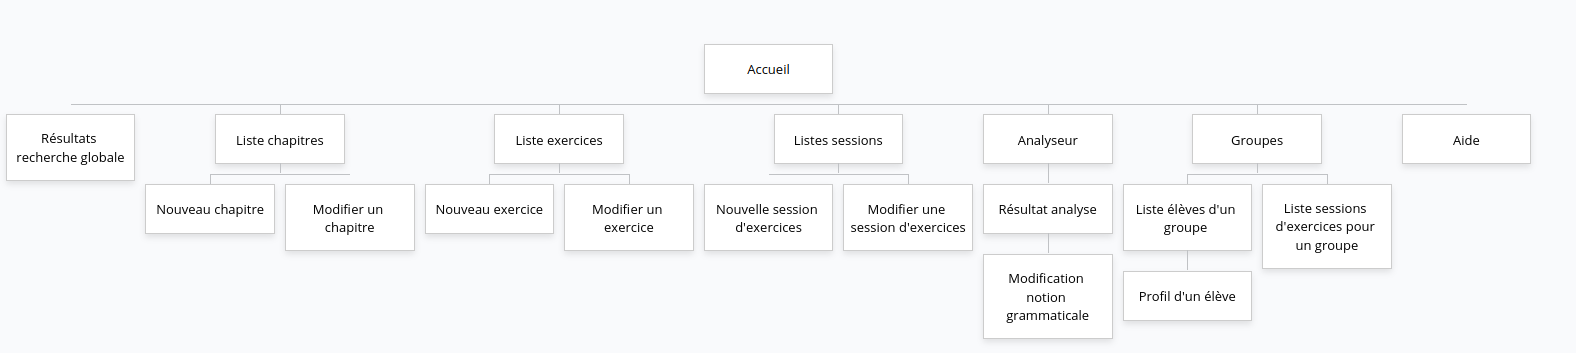 Accueil
Résultats
recherche globale
Liste chapitres
Liste exercices
Listes sessions
Analyseur
Groupes
Aide
Nouveau chapitre
Modifier un
chapitre
Nouveau exercice
Modifier un
exercice
Nouvelle session
d'exercices
Modifier une
session d'exercices
Résultat analyse
Liste élèves d'un
groupe
Liste sessions
d'exercices pour
un groupe
Modification
notion
grammaticale
Profil d'un élève